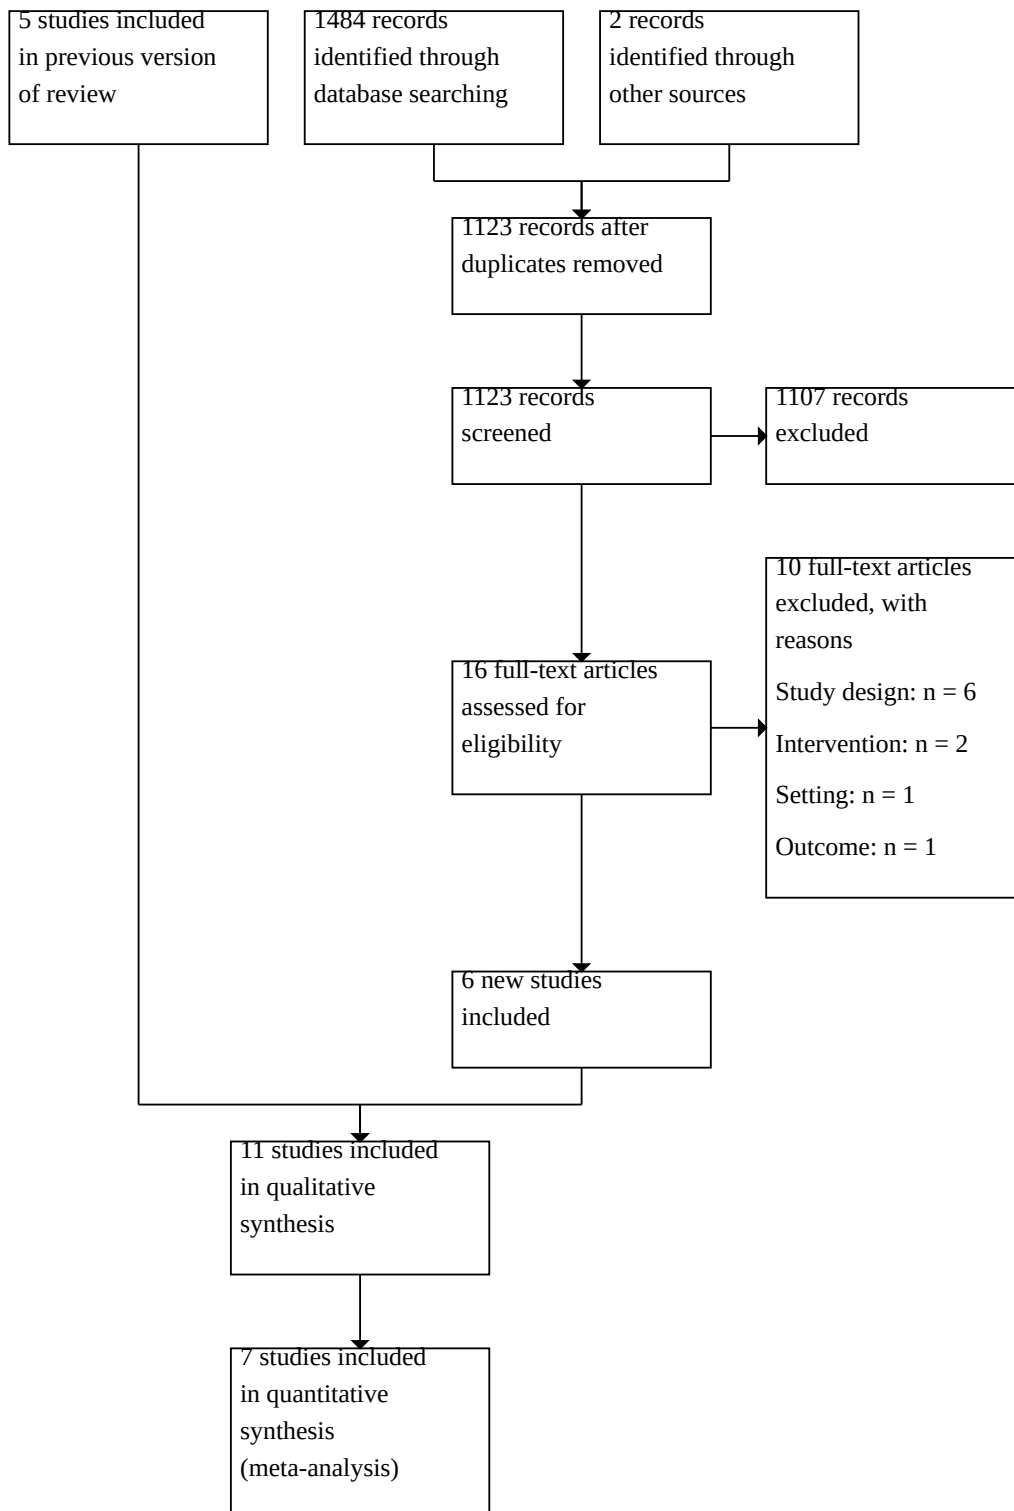 5 studies included
in previous version
of review
1484 records
identified through
database searching
2 records
identified through
other sources
1123 records after
duplicates removed
1123 records
screened
1107 records
excluded
10 full-text articles
excluded, with
reasons
Study design: n = 6
Intervention: n = 2
Setting: n = 1
Outcome: n = 1
16 full-text articles
assessed for
eligibility
6 new studies
included
11 studies included
in qualitative
synthesis
7 studies included
in quantitative
synthesis
(meta-analysis)